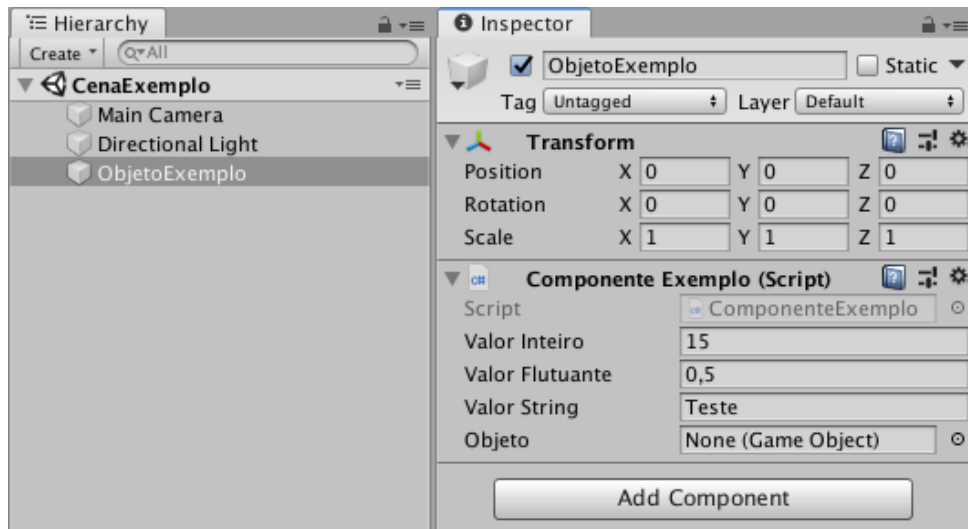 Hierarchy
Create
All
CenaExemplo
Main Camera
Directional Light
ObjetoExemplo
Inspector
ObjetoExemplo Static
Tag Untagged Layer Default
Transform
Position X 0 Y 0 Z 0
Rotation X 0 Y 0 Z 0
Scale X 1 Y 1 Z 1
C# Componente Exemplo (Script)
Script ComponenteExemplo
Valor Inteiro 15
Valor Flutuante 0,5
Valor String Teste
Objeto None (Game Object)
Add Component